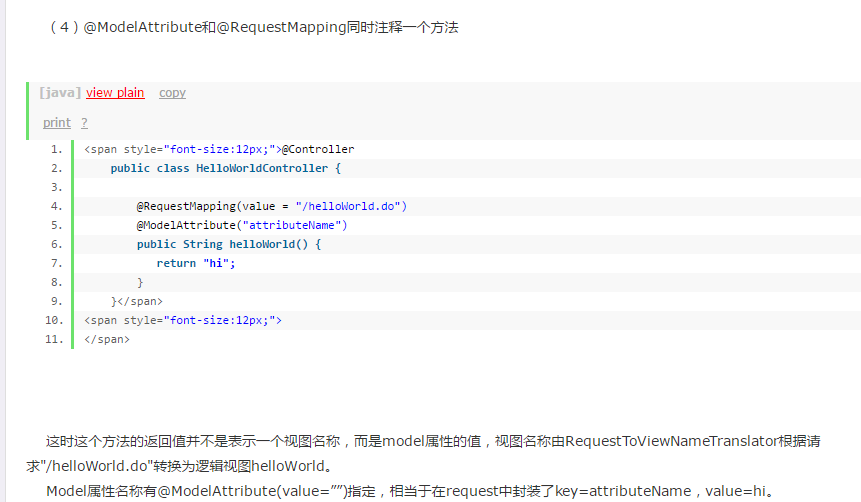 （4）@ModelAttribute和@RequestMapping同时注释一个方法
[java] view plain copy
print ?
1. <span style="font-size:12px;">@Controller
2. public class HelloWorldController {
3.
4. @RequestMapping(value = "/helloWorld.do")
5. @ModelAttribute("attributeName")
6. public String helloWorld() {
7. return "hi";
8. }
9. }</span>
10. <span style="font-size:12px;">
11. </span>
这时这个方法的返回值并不是表示一个视图名称，而是model属性的值，视图名称由RequestToViewNameTranslator根据请
求"/helloWorld.do"转换为逻辑视图helloWorld。
Model属性名称有@ModelAttribute(value=””)指定，相当于在request中封装了key=attributeName，value=hi。